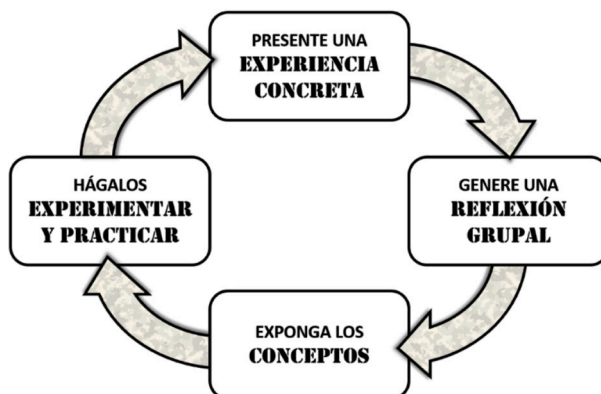 PRESENTE UNA
EXPERIENCIA
CONCRETA
GENERE UNA
REFLEXIÓN
GRUPAL
EXPONGA LOS
CONCEPTOS
HÁGALOS
EXPERIMENTAR
Y PRACTICAR